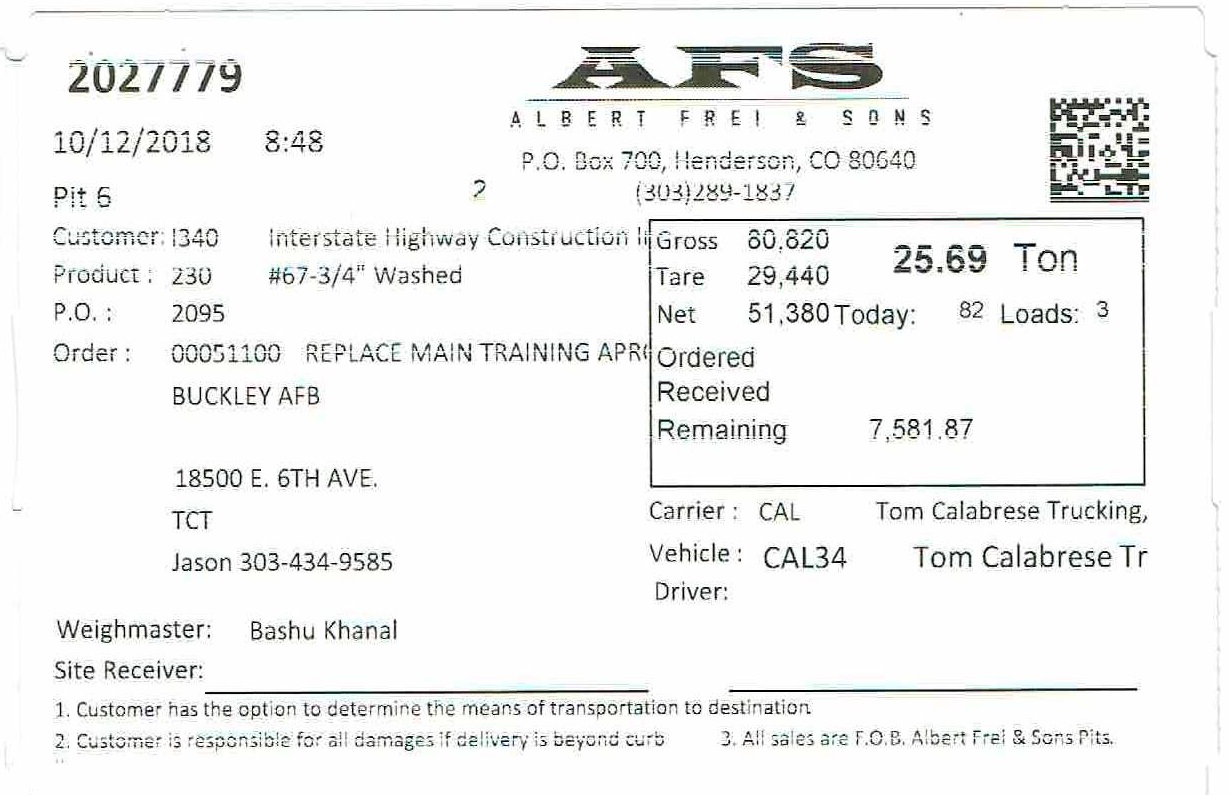 2027779
AFS
ALBERT FREI & SONS
10/12/2018 8:48
P.O. Box 700, Henderson, CO 80640
Pit 6 2 (303)289-1837
Customer: I340 Interstate Highway Construction I
Product : 230 #67-3/4" Washed
P.O. : 2095
Order : 00051100 REPLACE MAIN TRAINING APR
BUCKLEY AFB
18500 E. 6TH AVE.
TCT
Jason 303-434-9585
Gross 80,820 25.69 Ton
Tare 29,440
Net 51,380 Today: 82 Loads: 3
Ordered
Received
Remaining 7,581.87
Carrier : CAL Tom Calabrese Trucking,
Vehicle : CAL34 Tom Calabrese Tr
Driver:
Weighmaster: Bashu Khanal
Site Receiver:
1. Customer has the option to determine the means of transportation to destination
2. Customer is responsible for all damages if delivery is beyond curb 3. All sales are F.O.B. Albert Frei & Sons Pits.